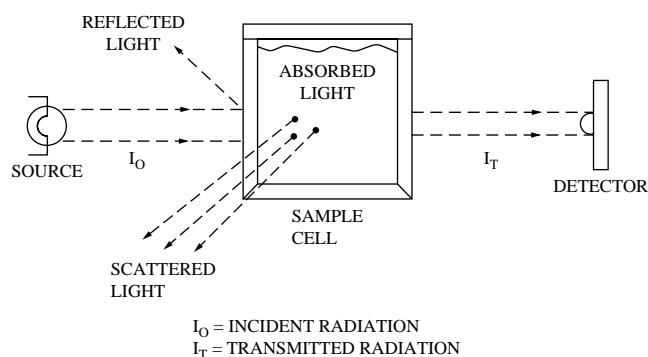 REFLECTED
LIGHT
ABSORBED
LIGHT
I_O
I_T
SOURCE
DETECTOR
SAMPLE
CELL
SCATTERED
LIGHT
I_O = INCIDENT RADIATION
I_T = TRANSMITTED RADIATION